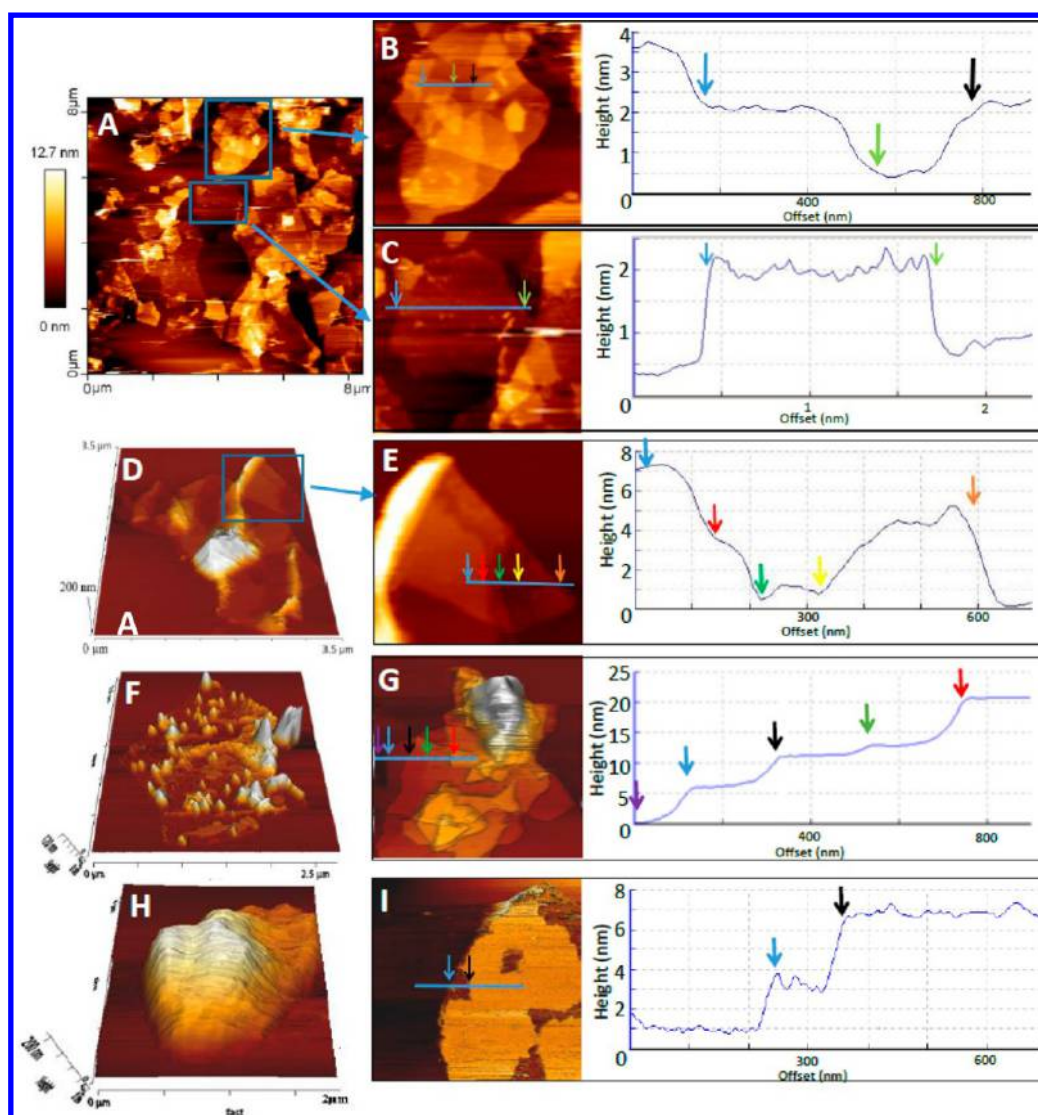 A
8µm
12.7 nm
0 nm
0µm
0µm
8µm
B
Height (nm)
4
3
2
1
0
400
800
Offset (nm)
C
Height (nm)
2
1
0
1
2
Offset (nm)
D
3.5 µm
200 nm
A
0 µm
3.5 µm
E
Height (nm)
8
6
4
2
0
300
600
Offset (nm)
F
0µm
2.5 µm
G
Height (nm)
25
20
15
10
5
0
400
800
Offset (nm)
H
0µm
fast
2µm
I
Height (nm)
8
6
4
2
0
300
600
Offset (nm)